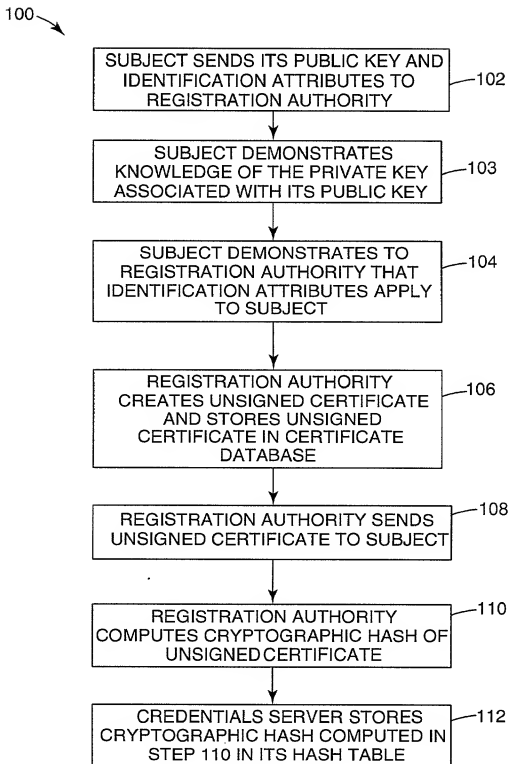 100
SUBJECT SENDS ITS PUBLIC KEY AND
IDENTIFICATION ATTRIBUTES TO
REGISTRATION AUTHORITY
102
SUBJECT DEMONSTRATES
KNOWLEDGE OF THE PRIVATE KEY
ASSOCIATED WITH ITS PUBLIC KEY
103
SUBJECT DEMONSTRATES TO
REGISTRATION AUTHORITY THAT
IDENTIFICATION ATTRIBUTES APPLY
TO SUBJECT
104
REGISTRATION AUTHORITY
CREATES UNSIGNED CERTIFICATE
AND STORES UNSIGNED
CERTIFICATE IN CERTIFICATE
DATABASE
106
REGISTRATION AUTHORITY SENDS
UNSIGNED CERTIFICATE TO SUBJECT
108
REGISTRATION AUTHORITY
COMPUTES CRYPTOGRAPHIC HASH OF
UNSIGNED CERTIFICATE
110
CREDENTIALS SERVER STORES
CRYPTOGRAPHIC HASH COMPUTED IN
STEP 110 IN ITS HASH TABLE
112